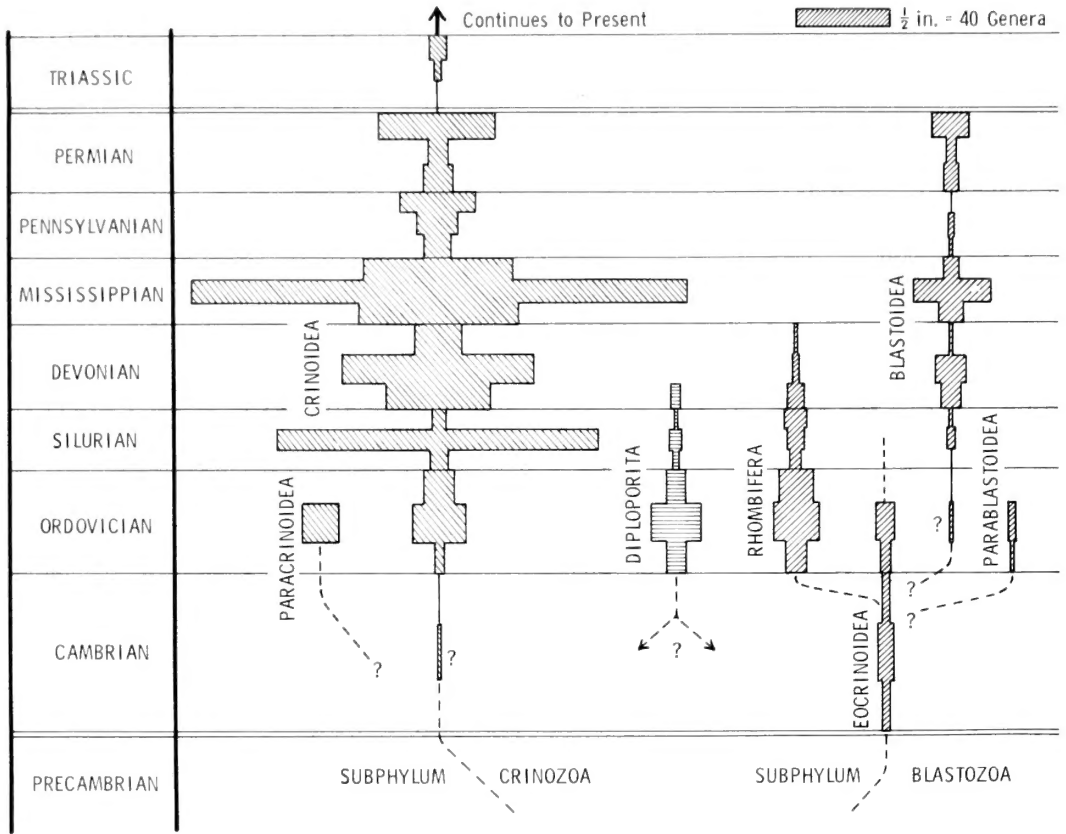 Continues to Present
½ in. = 40 Genera
TRIASSIC
PERMIAN
PENNSYLVANIAN
MISSISSIPPIAN
DEVONIAN
SILURIAN
ORDOVICIAN
CAMBRIAN
PRECAMBRIAN
CRINOIDEA
PARACRINOIDEA
DIPLOPORITA
RHOMBIFERA
BLASTOIDEA
PARABLASTOIDEA
EOCRINOIDEA
?
?
?
?
?
?
SUBPHYLUM CRINOZOA
SUBPHYLUM BLASTOZOA